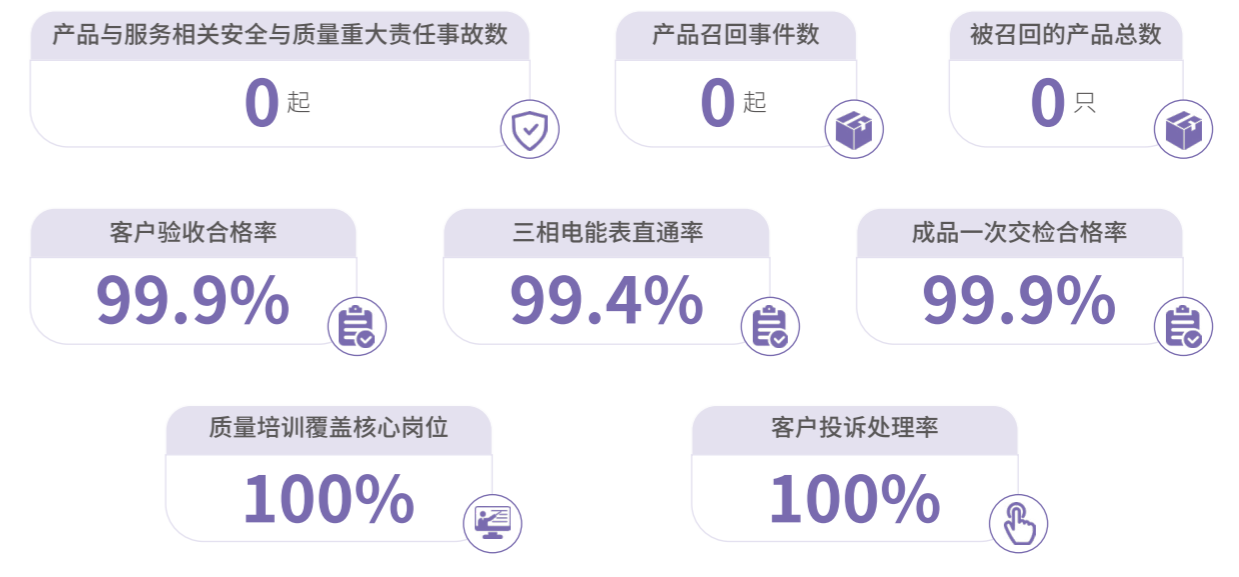 产品与服务相关安全与质量重大责任事故数
0 起
产品召回事件数
0 起
被召回的产品总数
0 只
客户验收合格率
99.9%
三相电能表直通率
99.4%
成品一次交检合格率
99.9%
质量培训覆盖核心岗位
100%
客户投诉处理率
100%